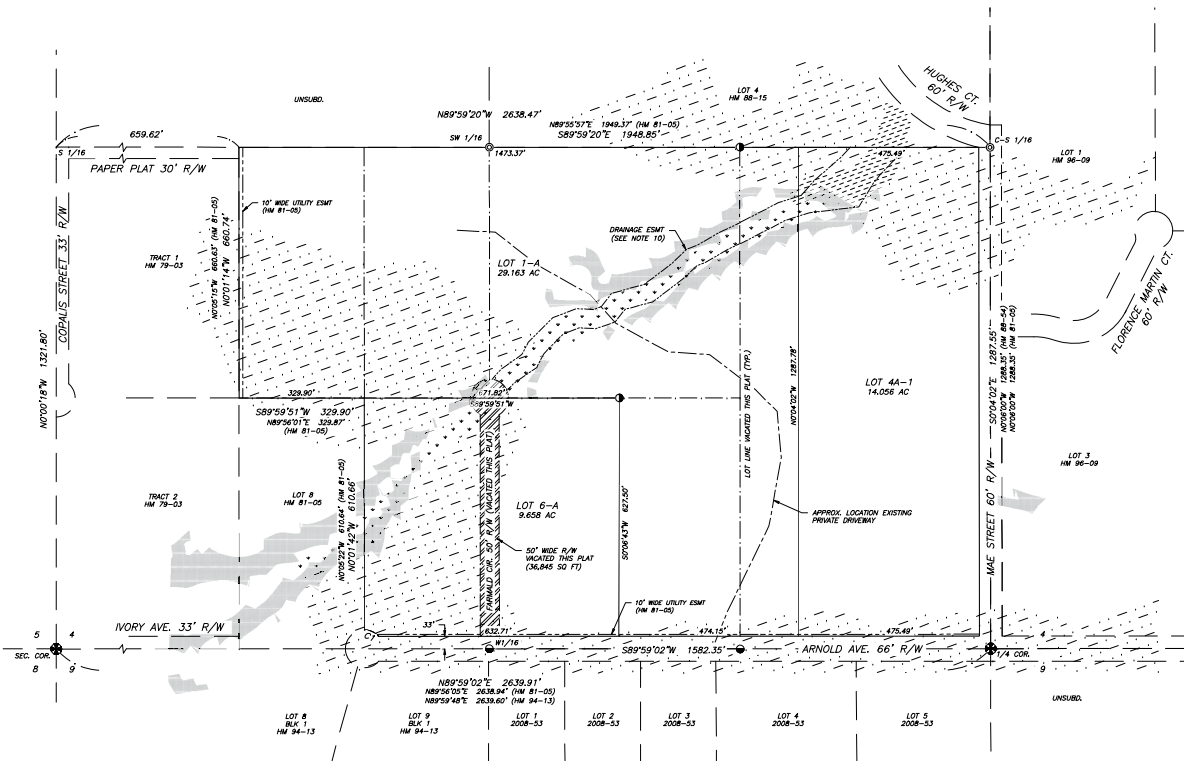 HUGHES CT.
60' R/W
LOT 4
HM 88-15
UNSUBD.
N89°59'20"W 2638.47'
N89°55'57"E 1949.37' (HM 81-05)
S89°59'20"E 1948.85'
659.62'
SW 1/16
C-S 1/16
S 1/16
1473.37'
475.49'
LOT 1
HM 96-09
PAPER PLAT 30' R/W
10' WIDE UTILITY ESMT
(HM 81-05)
COPALIS STREET 33' R/W
N0°00'18"W 1321.80'
TRACT 1
HM 79-03
N0°05'15"W 660.63' (HM 81-05)
N0°01'14"W 660.74'
DRAINAGE ESMT
(SEE NOTE 10)
LOT 1-A
29.163 AC
FLORENCE MARTIN CT.
60' R/W
LOT LINE VACATED THIS PLAT (TYP.)
N0°04'02"W 1287.78'
LOT 4A-1
14.056 AC
MAE STREET 60' R/W
S0°04'02"E 1287.55'
N0°06'00"W 1288.35' (HM 88-54)
N0°06'00"W 1288.35' (HM 81-05)
329.90'
671.82'
S89°59'51"W
S89°59'51"W 329.90'
N89°56'01"E 329.87'
(HM 81-05)
LOT 3
HM 96-09
TRACT 2
HM 79-03
LOT 8
HM 81-05
N0°05'22"W 610.64' (HM 81-05)
N0°01'42"W 610.66'
FARMALD CIR. 50' R/W (VACATED THIS PLAT)
LOT 6-A
9.658 AC
S0°06'43"W 627.50'
APPROX. LOCATION EXISTING
PRIVATE DRIVEWAY
50' WIDE R/W
VACATED THIS PLAT
(36,845 SQ FT)
10' WIDE UTILITY ESMT
(HM 81-05)
IVORY AVE. 33' R/W
C1
33'
632.71'
474.15'
475.49'
5 4
SEC. COR.
8 9
W1/16
S89°59'02"W 1582.35'
ARNOLD AVE. 66' R/W
4
1/4 COR.
9
N89°59'02"E 2639.91'
N89°56'05"E 2638.94' (HM 81-05)
N89°59'48"E 2639.60' (HM 94-13)
UNSUBD.
LOT 8
BLK 1
HM 94-13
LOT 9
BLK 1
HM 94-13
LOT 1
2008-53
LOT 2
2008-53
LOT 3
2008-53
LOT 4
2008-53
LOT 5
2008-53